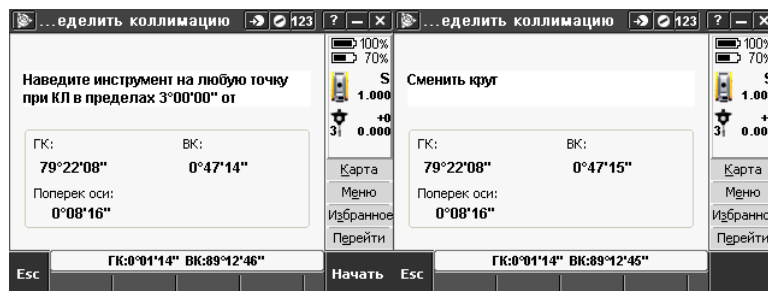 ...еделить коллимацию 123 ? – X
100%
70%
Наведите инструмент на любую точку
при КЛ в пределах 3°00'00" от
S
1.000
+0
0.000
ГК: ВК:
79°22'08" 0°47'14"
Поперек оси:
0°08'16"
Карта
Меню
Избранное
Перейти
ГК:0°01'14" ВК:89°12'46"
Esc Начать
...еделить коллимацию 123 ? – X
100%
70%
Сменить круг
S
1.00
+
0.00
ГК: ВК:
79°22'08" 0°47'15"
Поперек оси:
0°08'16"
Карта
Меню
Избранно
Перейти
ГК:0°01'14" ВК:89°12'45"
Esc